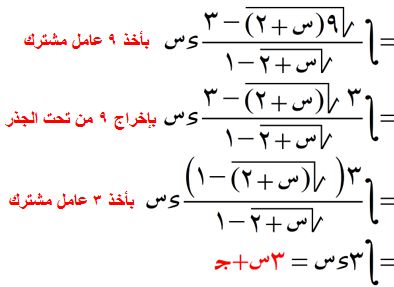 = ∫ (√(٩(س+٢)) − ٣) / (√(س+٢) − ١) ءس بأخذ ٩ عامل مشترك
= ∫ (٣√(س+٢) − ٣) / (√(س+٢) − ١) ءس بإخراج ٩ من تحت الجذر
= ∫ ٣(√(س+٢) − ١) / (√(س+٢) − ١) ءس بأخذ ٣ عامل مشترك
= ∫ ٣ءس = ٣س+جـ